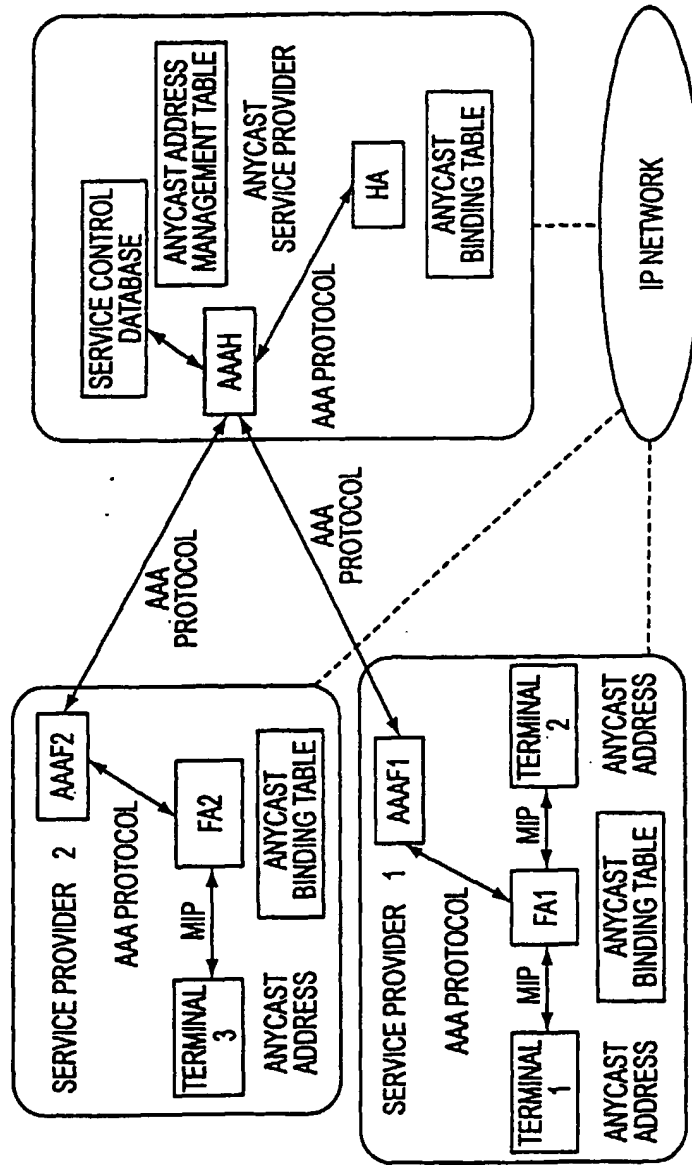 SERVICE PROVIDER 2
AAAF2
AAA PROTOCOL
FA2
MIP
TERMINAL
3
ANYCAST
ADDRESS
ANYCAST
BINDING TABLE
AAA
PROTOCOL
AAA
PROTOCOL
SERVICE CONTROL
DATABASE
ANYCAST ADDRESS
MANAGEMENT TABLE
AAAH
ANYCAST
SERVICE PROVIDER
AAA PROTOCOL
HA
ANYCAST
BINDING TABLE
SERVICE PROVIDER 1
AAAF1
AAA PROTOCOL
TERMINAL
1
MIP
FA1
MIP
TERMINAL
2
ANYCAST
ADDRESS
ANYCAST
BINDING TABLE
ANYCAST
ADDRESS
IP NETWORK